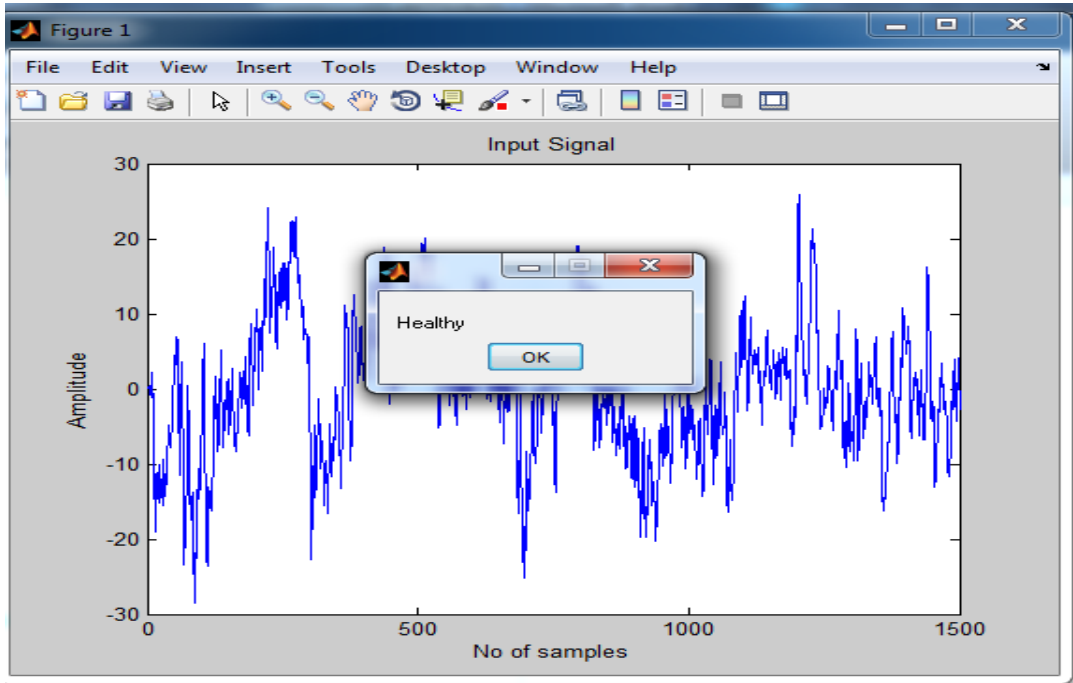 Figure 1
File Edit View Insert Tools Desktop Window Help
Input Signal
30
20
10
0
-10
-20
-30
Amplitude
Healthy
OK
0 500 1000 1500
No of samples